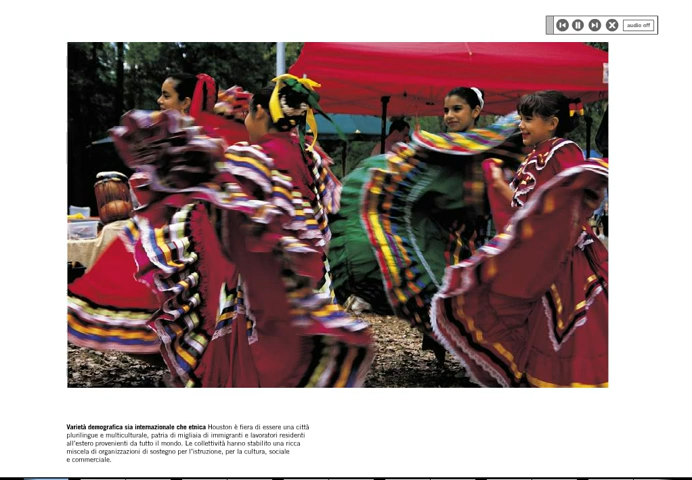 audio off
Varietà demografica sia internazionale che etnica Houston è fiera di essere una città
plurilingue e multiculturale, patria di migliaia di immigranti e lavoratori residenti
all'estero provenienti da tutto il mondo. Le collettività hanno stabilito una ricca
miscela di organizzazioni di sostegno per l'istruzione, per la cultura, sociale
e commerciale.